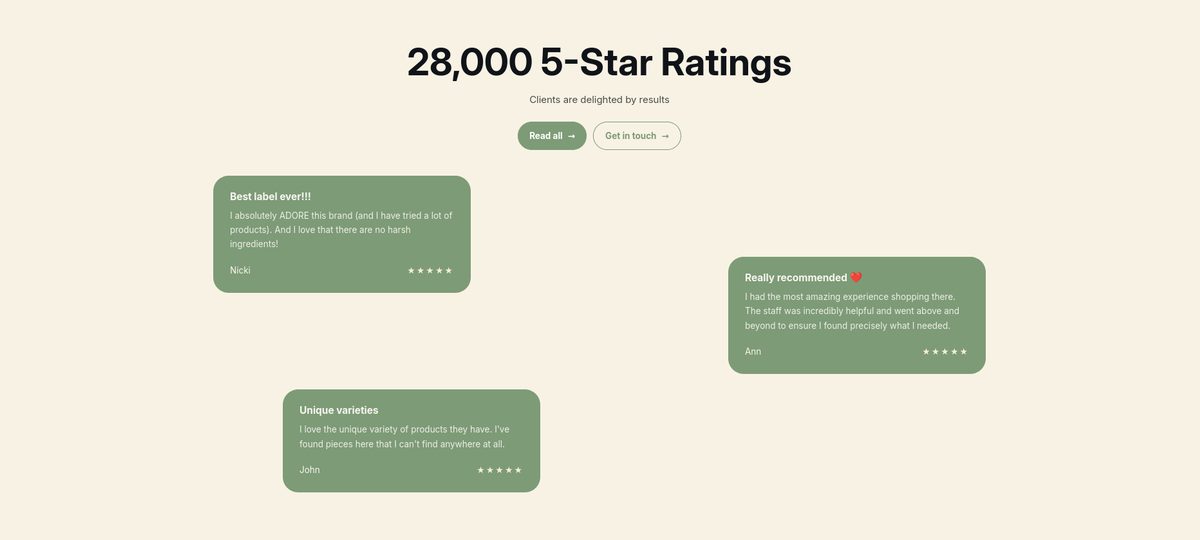 28,000 5-Star Ratings
Clients are delighted by results
Read all →
Get in touch →
Best label ever!!!
I absolutely ADORE this brand (and I have tried a lot of
products). And I love that there are no harsh
ingredients!
Nicki ★★★★★
Really recommended ❤️
I had the most amazing experience shopping there.
The staff was incredibly helpful and went above and
beyond to ensure I found precisely what I needed.
Ann ★★★★★
Unique varieties
I love the unique variety of products they have. I've
found pieces here that I can't find anywhere at all.
John ★★★★★